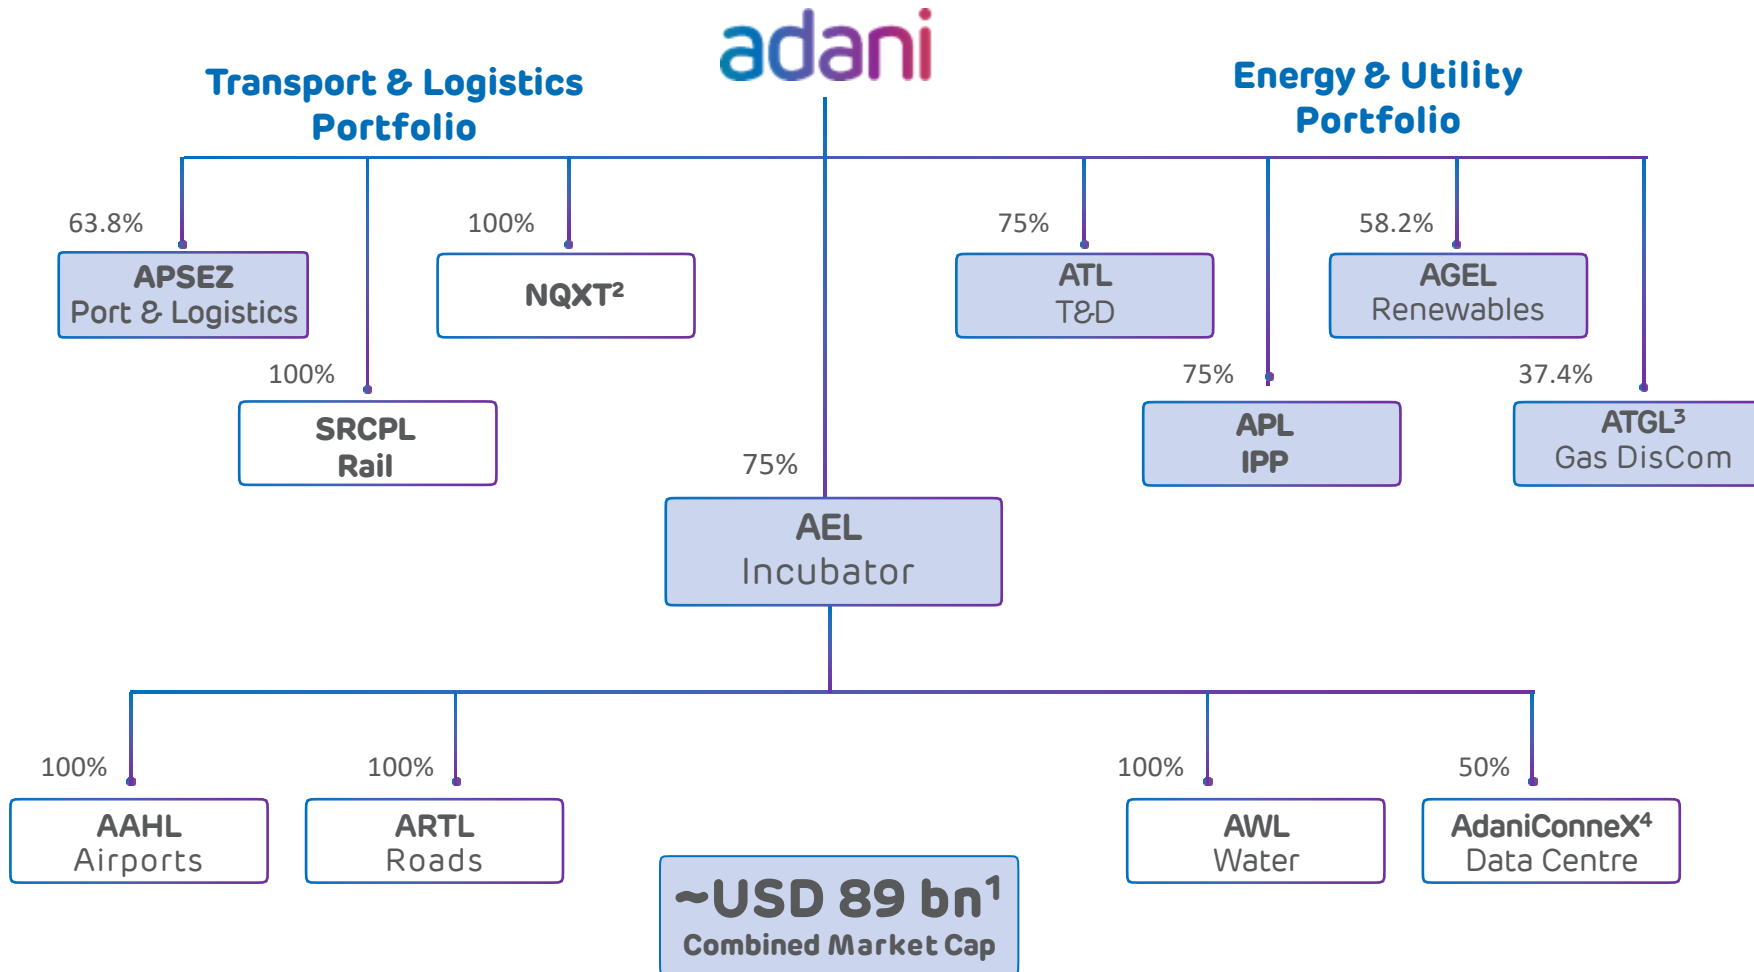 adani
Transport & Logistics
Portfolio
Energy & Utility
Portfolio
63.8%
APSEZ
Port & Logistics
100%
NQXT²
75%
ATL
T&D
58.2%
AGEL
Renewables
100%
SRCPL
Rail
75%
APL
IPP
37.4%
ATGL³
Gas DisCom
75%
AEL
Incubator
100%
AAHL
Airports
100%
ARTL
Roads
100%
AWL
Water
50%
AdaniConneX⁴
Data Centre
~USD 89 bn¹
Combined Market Cap